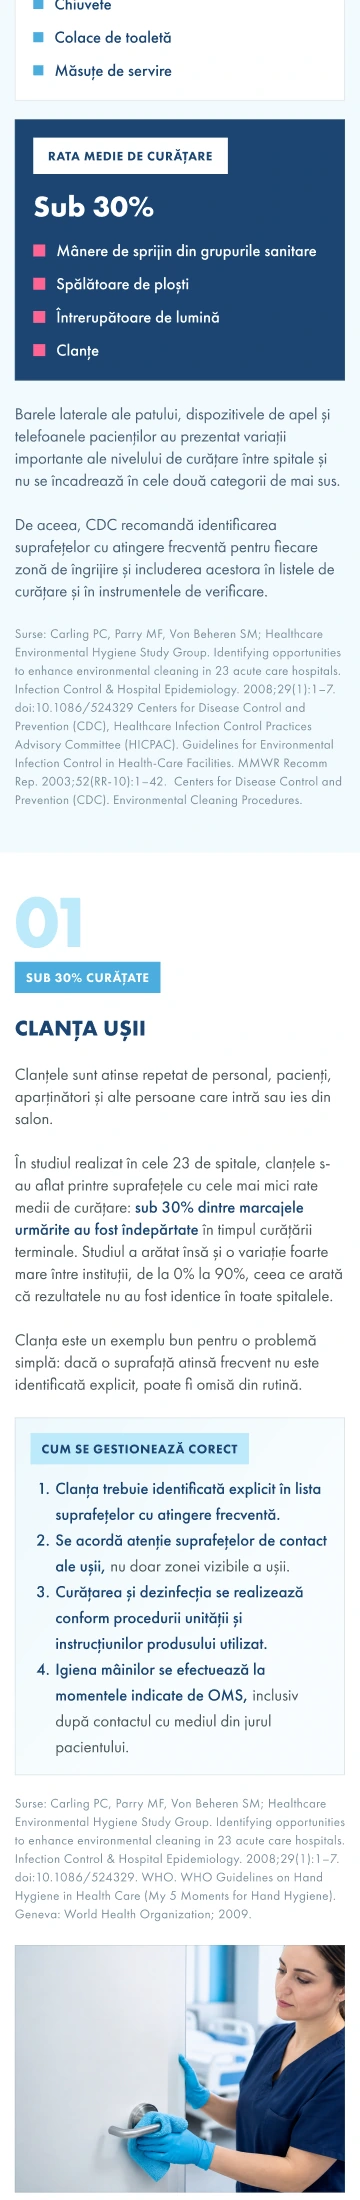 Chiuvete
Colace de toaletă
Măsuțe de servire
RATA MEDIE DE CURĂȚARE
Sub 30%
Mânere de sprijin din grupurile sanitare
Spălătoare de ploști
Întrerupătoare de lumină
Clanțe
Barele laterale ale patului, dispozitivele de apel și
telefoanele pacienților au prezentat variații
importante ale nivelului de curățare între spitale și
nu se încadrează în cele două categorii de mai sus.
De aceea, CDC recomandă identificarea
suprafețelor cu atingere frecventă pentru fiecare
zonă de îngrijire și includerea acestora în listele de
curățare și în instrumentele de verificare.
Surse: Carling PC, Parry MF, Von Beheren SM; Healthcare
Environmental Hygiene Study Group. Identifying opportunities
to enhance environmental cleaning in 23 acute care hospitals.
Infection Control & Hospital Epidemiology. 2008;29(1):1–7.
doi:10.1086/524329 Centers for Disease Control and
Prevention (CDC), Healthcare Infection Control Practices
Advisory Committee (HICPAC). Guidelines for Environmental
Infection Control in Health-Care Facilities. MMWR Recomm
Rep. 2003;52(RR-10):1–42. Centers for Disease Control and
Prevention (CDC). Environmental Cleaning Procedures.
01
SUB 30% CURĂȚATE
CLANȚA UȘII
Clanțele sunt atinse repetat de personal, pacienți,
aparținători și alte persoane care intră sau ies din
salon.
În studiul realizat în cele 23 de spitale, clanțele s-
au aflat printre suprafețele cu cele mai mici rate
medii de curățare: sub 30% dintre marcajele
urmărite au fost îndepărtate în timpul curățării
terminale. Studiul a arătat însă și o variație foarte
mare între instituții, de la 0% la 90%, ceea ce arată
că rezultatele nu au fost identice în toate spitalele.
Clanța este un exemplu bun pentru o problemă
simplă: dacă o suprafață atinsă frecvent nu este
identificată explicit, poate fi omisă din rutină.
CUM SE GESTIONEAZĂ CORECT
1. Clanța trebuie identificată explicit în lista
suprafețelor cu atingere frecventă.
2. Se acordă atenție suprafețelor de contact
ale ușii, nu doar zonei vizibile a ușii.
3. Curățarea și dezinfecția se realizează
conform procedurii unității și
instrucțiunilor produsului utilizat.
4. Igiena mâinilor se efectuează la
momentele indicate de OMS, inclusiv
după contactul cu mediul din jurul
pacientului.
Surse: Carling PC, Parry MF, Von Beheren SM; Healthcare
Environmental Hygiene Study Group. Identifying opportunities
to enhance environmental cleaning in 23 acute care hospitals.
Infection Control & Hospital Epidemiology. 2008;29(1):1–7.
doi:10.1086/524329. WHO. WHO Guidelines on Hand
Hygiene in Health Care (My 5 Moments for Hand Hygiene).
Geneva: World Health Organization; 2009.